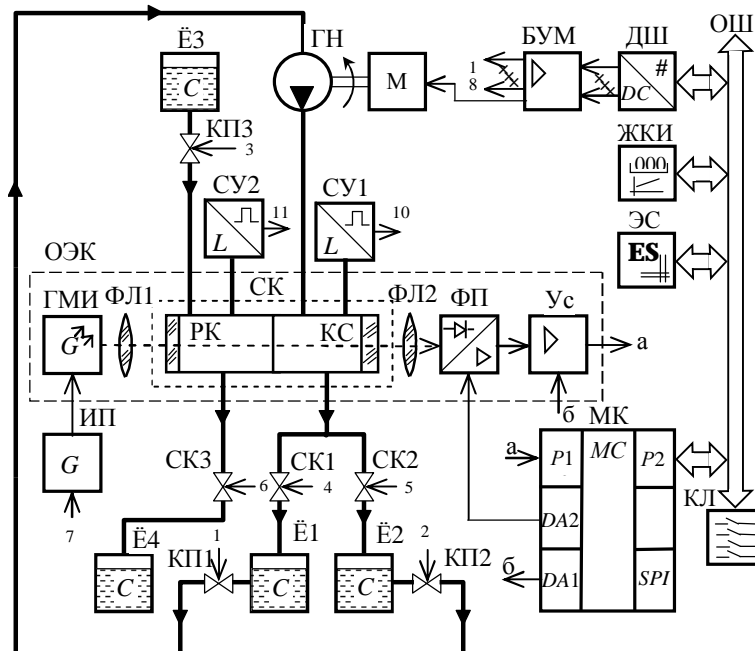 Ё3
ГН
БУМ
ДШ
ОШ
C
1
8
М
#
DC
КП3
3
ЖКИ
000
СУ2
СУ1
11
10
L
L
ЭС
ES
ОЭК
СК
ГМИ
ФЛ1
ФЛ2
ФП
Ус
G
РК
КС
а
ИП
б
МК
G
7
СК3
6
СК1
4
СК2
5
а
P1
MC
P2
КЛ
DA2
Ё4
КП1
1
Ё1
Ё2
2
КП2
C
C
C
б
DA1
SPI